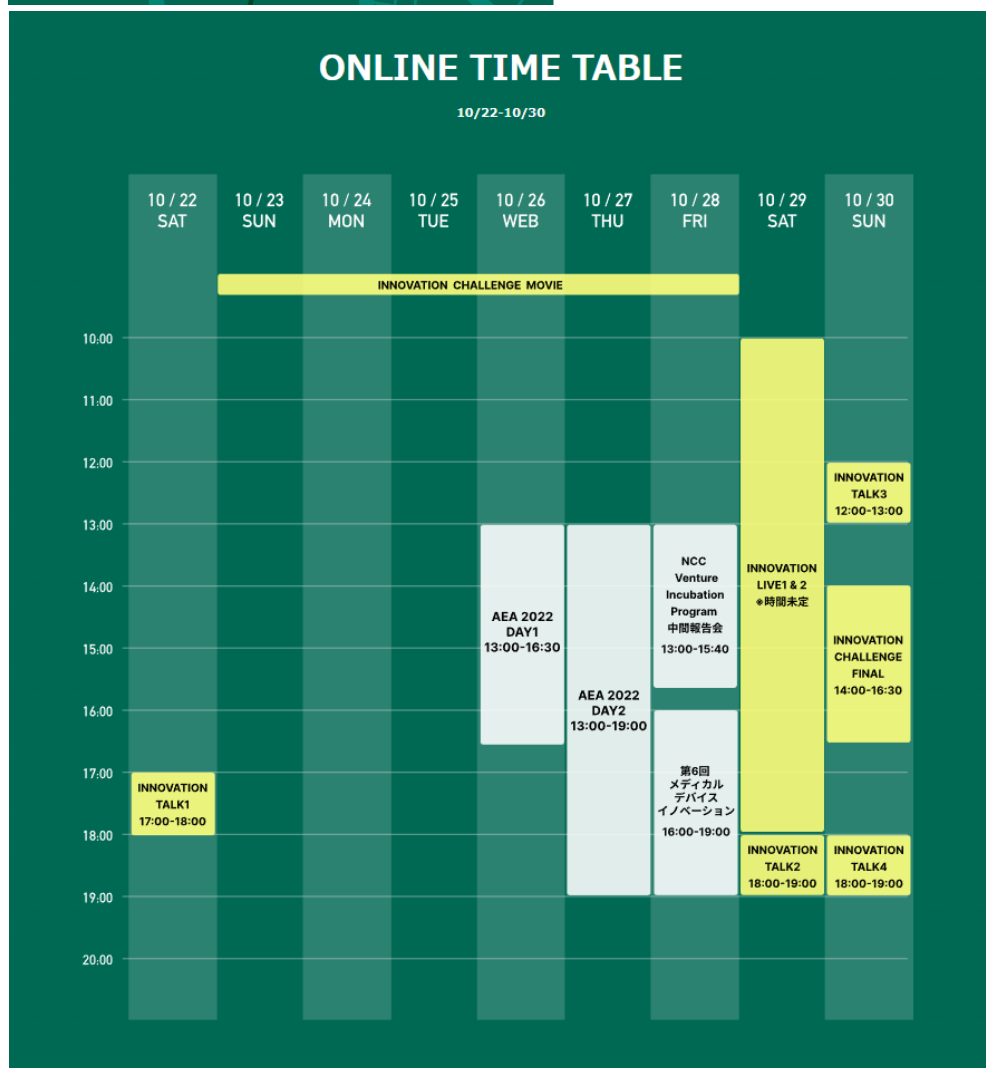 ONLINE TIME TABLE
10/22-10/30
10 / 22
SAT
10 / 23
SUN
10 / 24
MON
10 / 25
TUE
10 / 26
WEB
10 / 27
THU
10 / 28
FRI
10 / 29
SAT
10 / 30
SUN
INNOVATION CHALLENGE MOVIE
10:00
11:00
12:00
13:00
14:00
15:00
16:00
17:00
18:00
19:00
20:00
INNOVATION
TALK1
17:00-18:00
AEA 2022
DAY1
13:00-16:30
AEA 2022
DAY2
13:00-19:00
NCC
Venture
Incubation
Program
中間報告会
13:00-15:40
第6回
メディカル
デバイス
イノベーション
16:00-19:00
INNOVATION
LIVE1 & 2
※時間未定
INNOVATION
TALK2
18:00-19:00
INNOVATION
TALK3
12:00-13:00
INNOVATION
CHALLENGE
FINAL
14:00-16:30
INNOVATION
TALK4
18:00-19:00